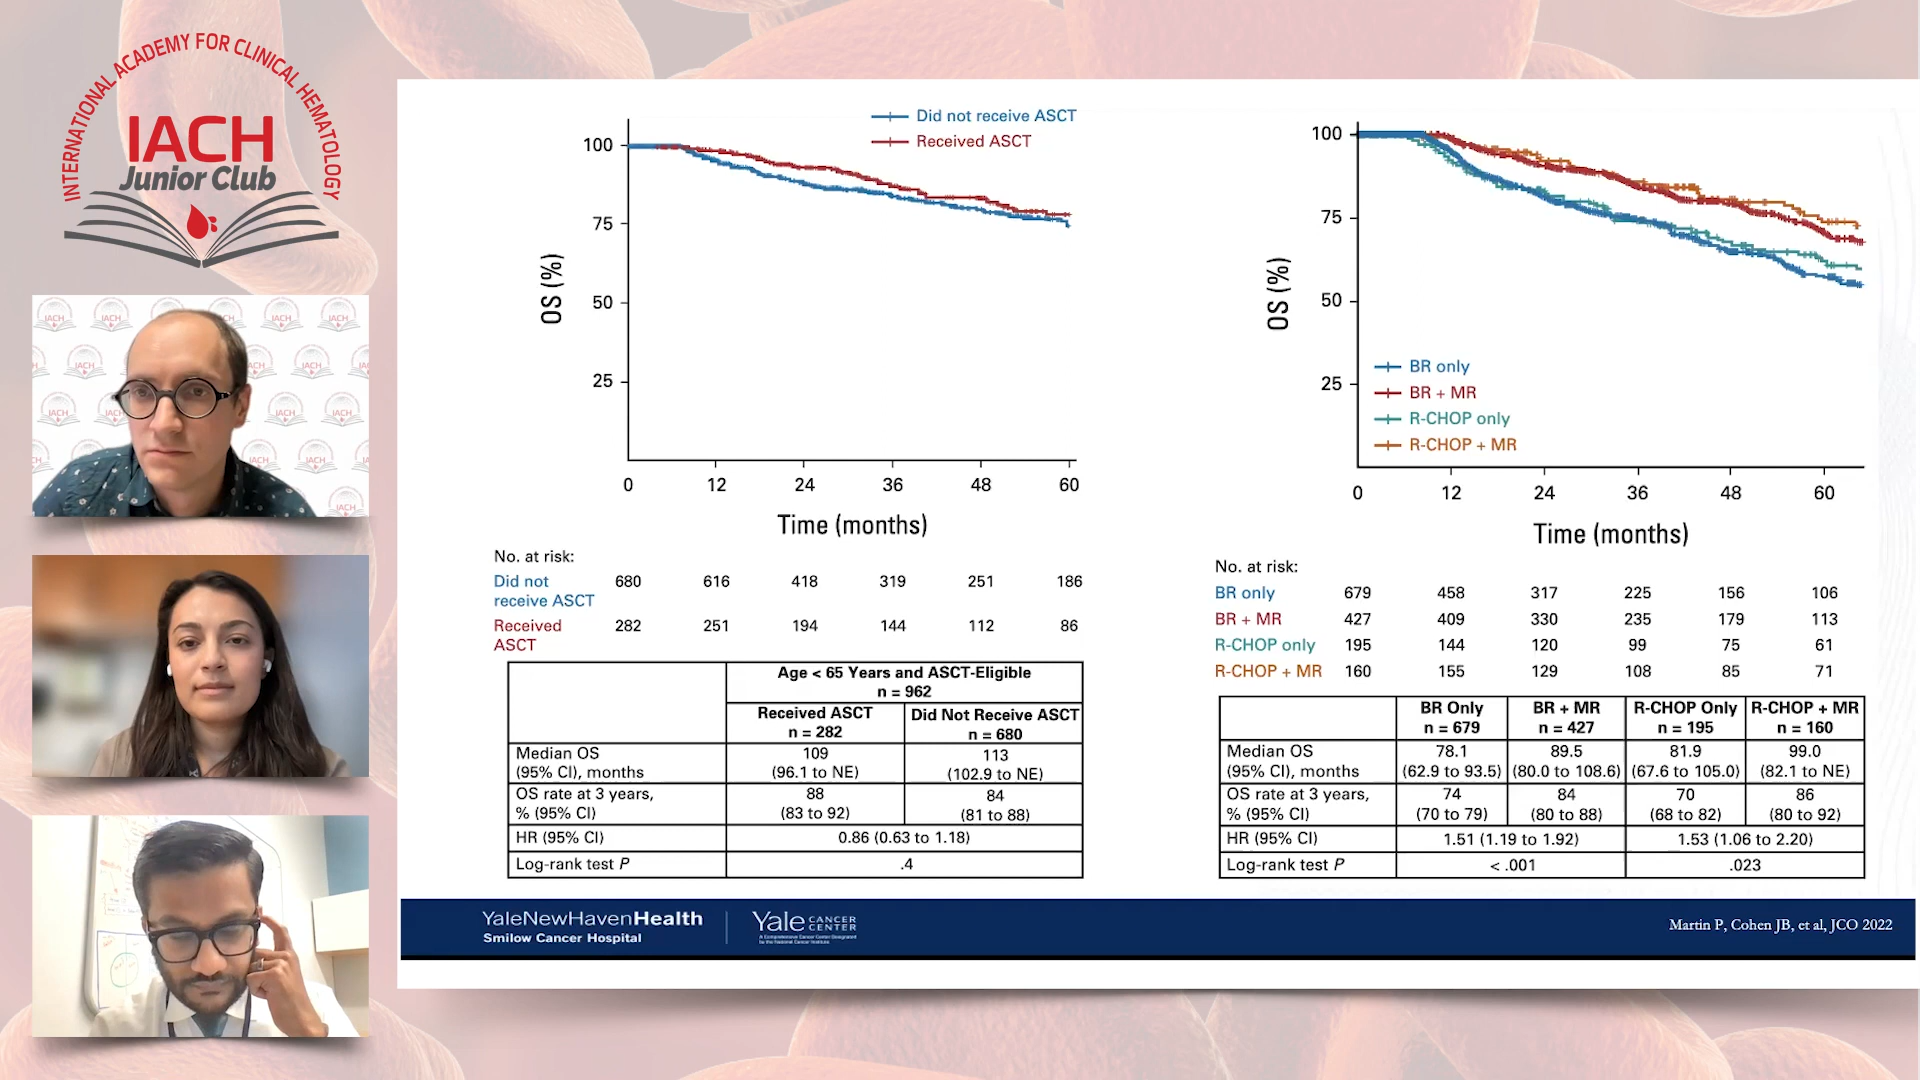 INTERNATIONAL ACADEMY FOR CLINICAL HEMATOLOGY
IACH
Junior Club
Did not receive ASCT
Received ASCT
100
75
50
25
OS (%)
0 12 24 36 48 60
Time (months)
No. at risk:
Did not receive ASCT 680 616 418 319 251 186
Received ASCT 282 251 194 144 112 86
Age < 65 Years and ASCT-Eligible
n = 962
Received ASCT
n = 282
Did Not Receive ASCT
n = 680
Median OS
(95% CI), months
109
(96.1 to NE)
113
(102.9 to NE)
OS rate at 3 years,
% (95% CI)
88
(83 to 92)
84
(81 to 88)
HR (95% CI) 0.86 (0.63 to 1.18)
Log-rank test P .4
100
75
50
25
OS (%)
BR only
BR + MR
R-CHOP only
R-CHOP + MR
0 12 24 36 48 60
Time (months)
No. at risk:
BR only 679 458 317 225 156 106
BR + MR 427 409 330 235 179 113
R-CHOP only 195 144 120 99 75 61
R-CHOP + MR 160 155 129 108 85 71
BR Only
n = 679
BR + MR
n = 427
R-CHOP Only
n = 195
R-CHOP + MR
n = 160
Median OS
(95% CI), months
78.1
(62.9 to 93.5)
89.5
(80.0 to 108.6)
81.9
(67.6 to 105.0)
99.0
(82.1 to NE)
OS rate at 3 years,
% (95% CI)
74
(70 to 79)
84
(80 to 88)
70
(68 to 82)
86
(80 to 92)
HR (95% CI) 1.51 (1.19 to 1.92) 1.53 (1.06 to 2.20)
Log-rank test P < .001 .023
YaleNewHavenHealth
Smilow Cancer Hospital
Yale CANCER CENTER
A Comprehensive Cancer Center Designated
by the National Cancer Institute
Martin P, Cohen JB, et al, JCO 2022